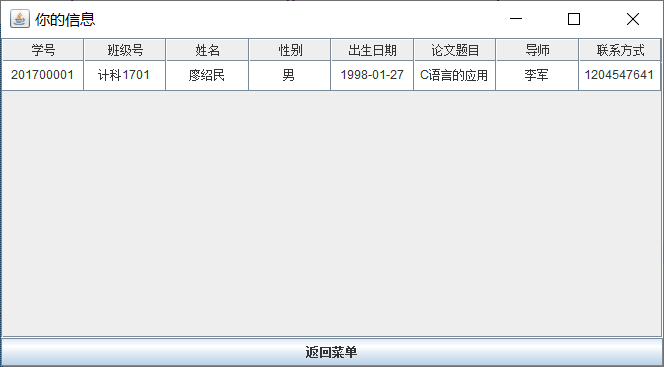 你的信息
学号 班级号 姓名 性别 出生日期 论文题目 导师 联系方式
201700001 计科1701 廖绍民 男 1998-01-27 C语言的应用 李军 1204547641
返回菜单